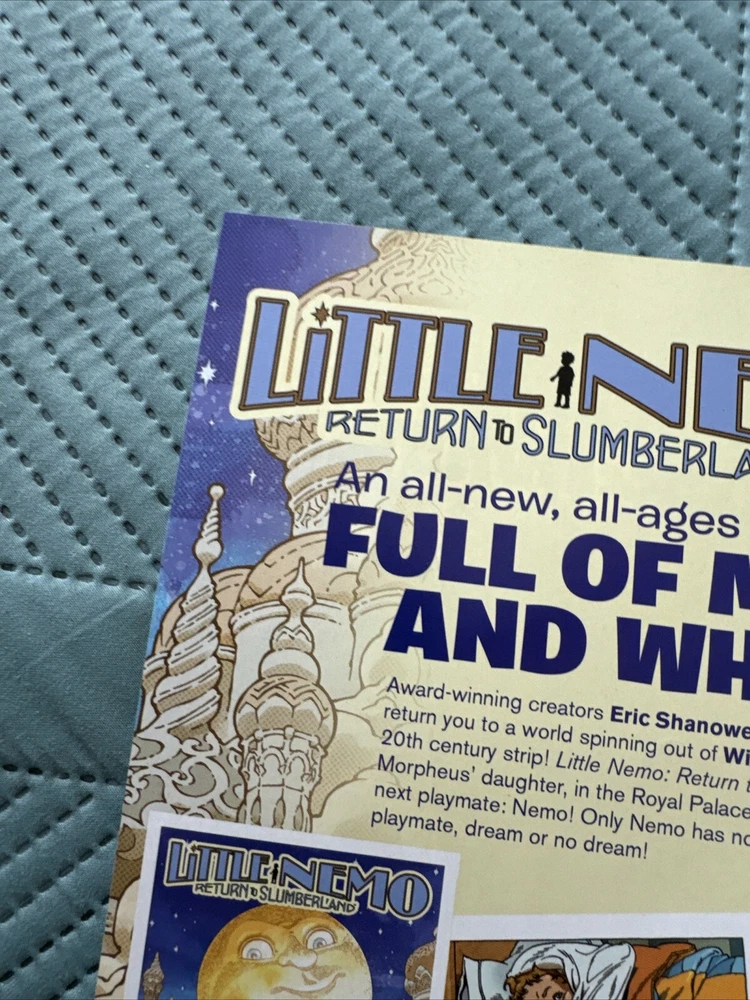 LiTTLE NE
RETURN TO SLUMBERLA
An all-new, all-ages
FULL OF M
AND WH
Award-winning creators Eric Shanowe
return you to a world spinning out of Wi
20th century strip! Little Nemo: Return t
Morpheus' daughter, in the Royal Palace
next playmate: Nemo! Only Nemo has no
playmate, dream or no dream!
LiTTLE NEMO
RETURN TO SLUMBERLAND